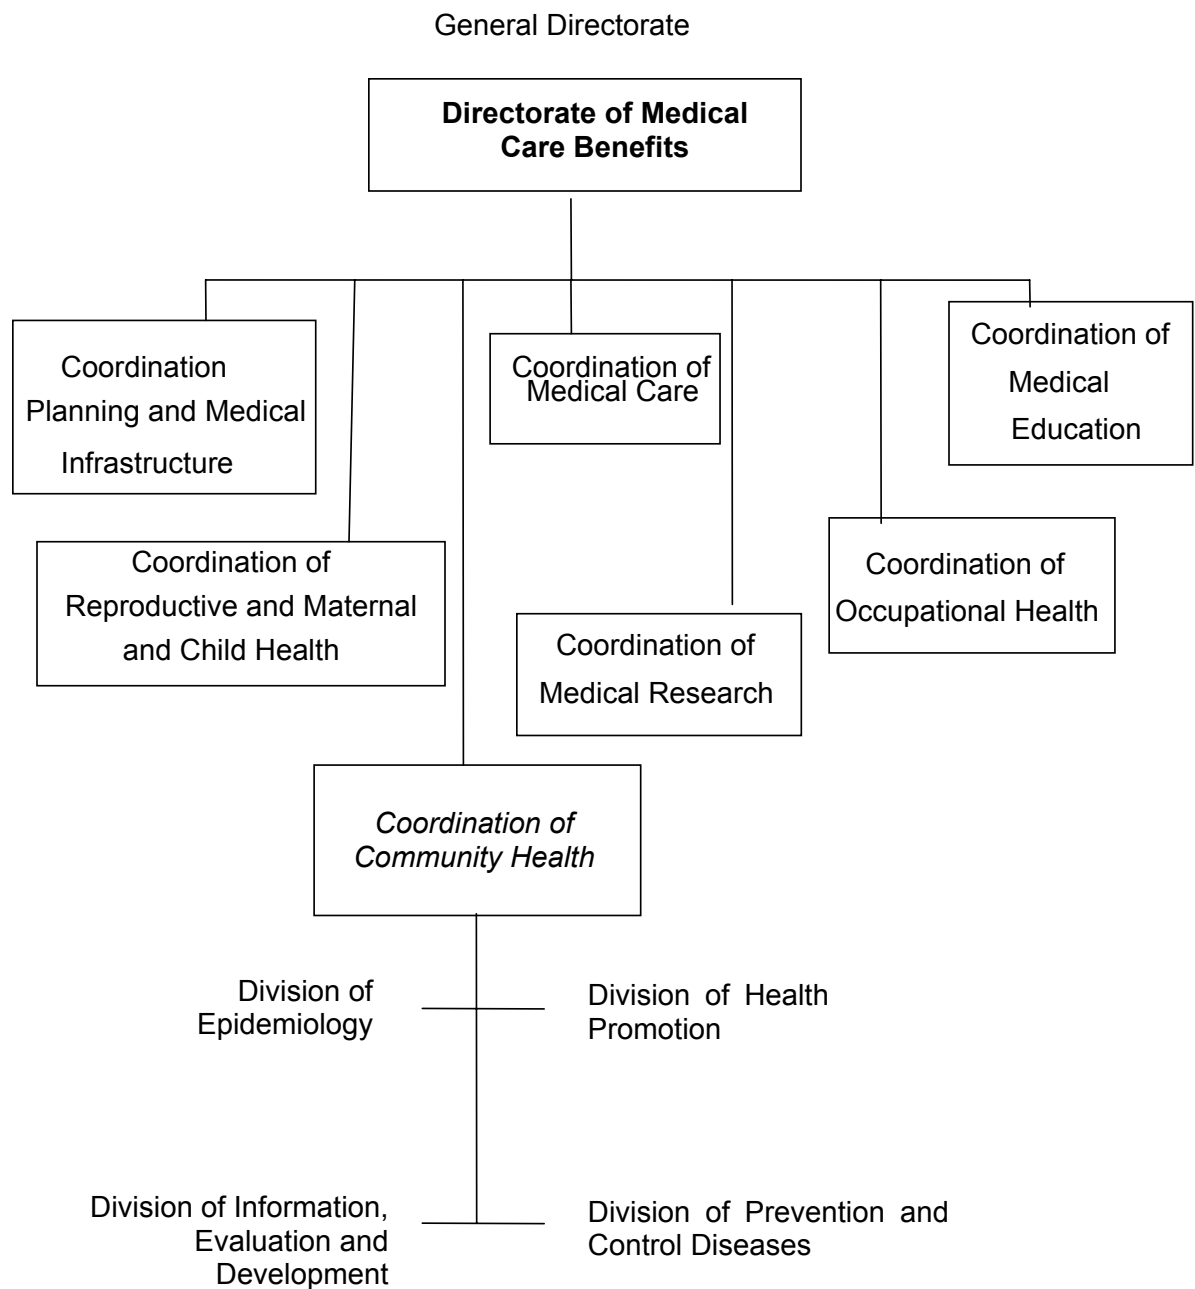 General Directorate
Directorate of Medical
Care Benefits
Coordination
Planning and Medical
Infrastructure
Coordination of
Medical Care
Coordination of
Medical
Education
Coordination of
Reproductive and Maternal
and Child Health
Coordination of
Medical Research
Coordination of
Occupational Health
Coordination of
Community Health
Division of
Epidemiology
Division of Health
Promotion
Division of Information,
Evaluation and
Development
Division of Prevention and
Control Diseases